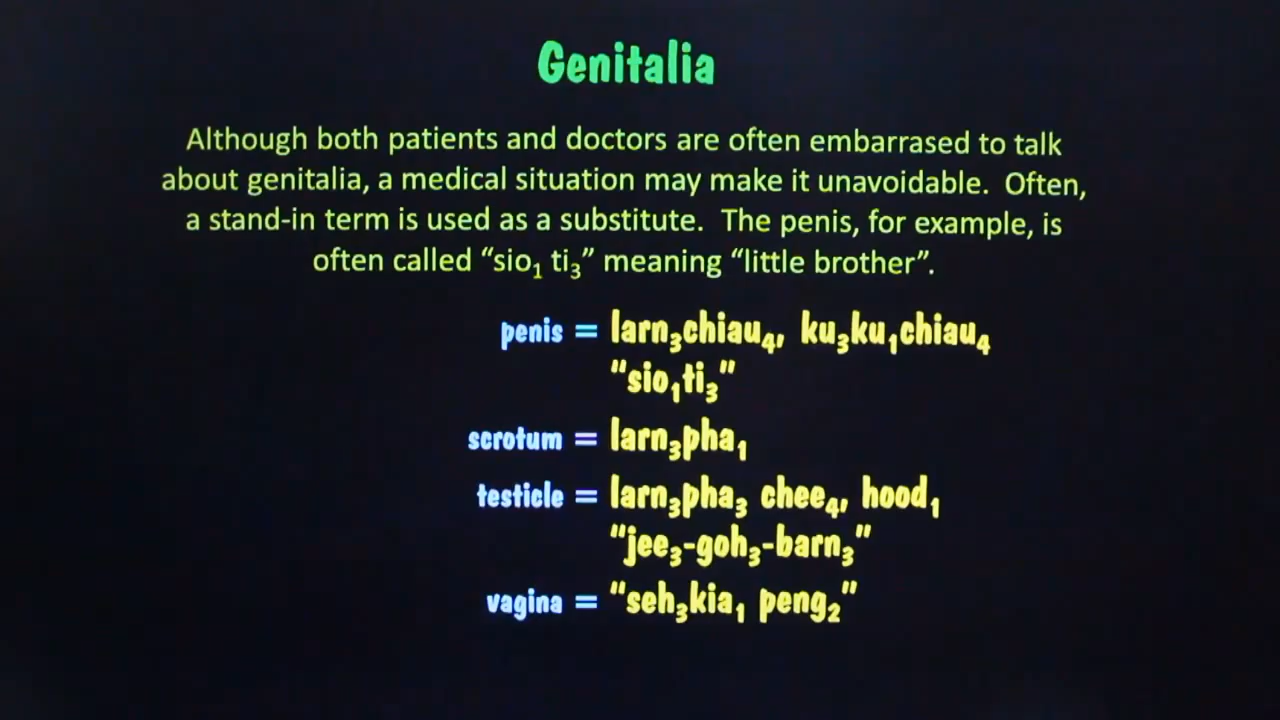 Genitalia
Although both patients and doctors are often embarrased to talk
about genitalia, a medical situation may make it unavoidable. Often,
a stand-in term is used as a substitute. The penis, for example, is
often called “sio₁ ti₃” meaning “little brother”.
penis = larn₃chiau₄, ku₃ku₁chiau₄
"sio₁ti₃"
scrotum = larn₃pha₁
testicle = larn₃pha₃ chee₄, hood₁
"jee₃-goh₃-barn₃"
vagina = "seh₃kia₁ peng₂"